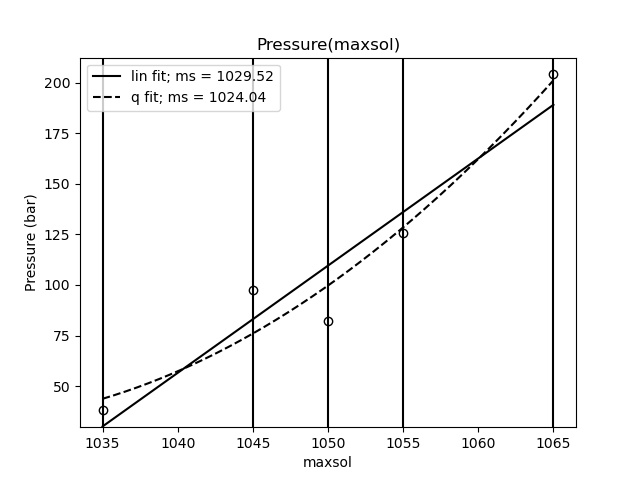 Pressure(maxsol)
lin fit; ms = 1029.52
q fit; ms = 1024.04
200
175
150
125
100
75
50
Pressure (bar)
1035 1040 1045 1050 1055 1060 1065
maxsol